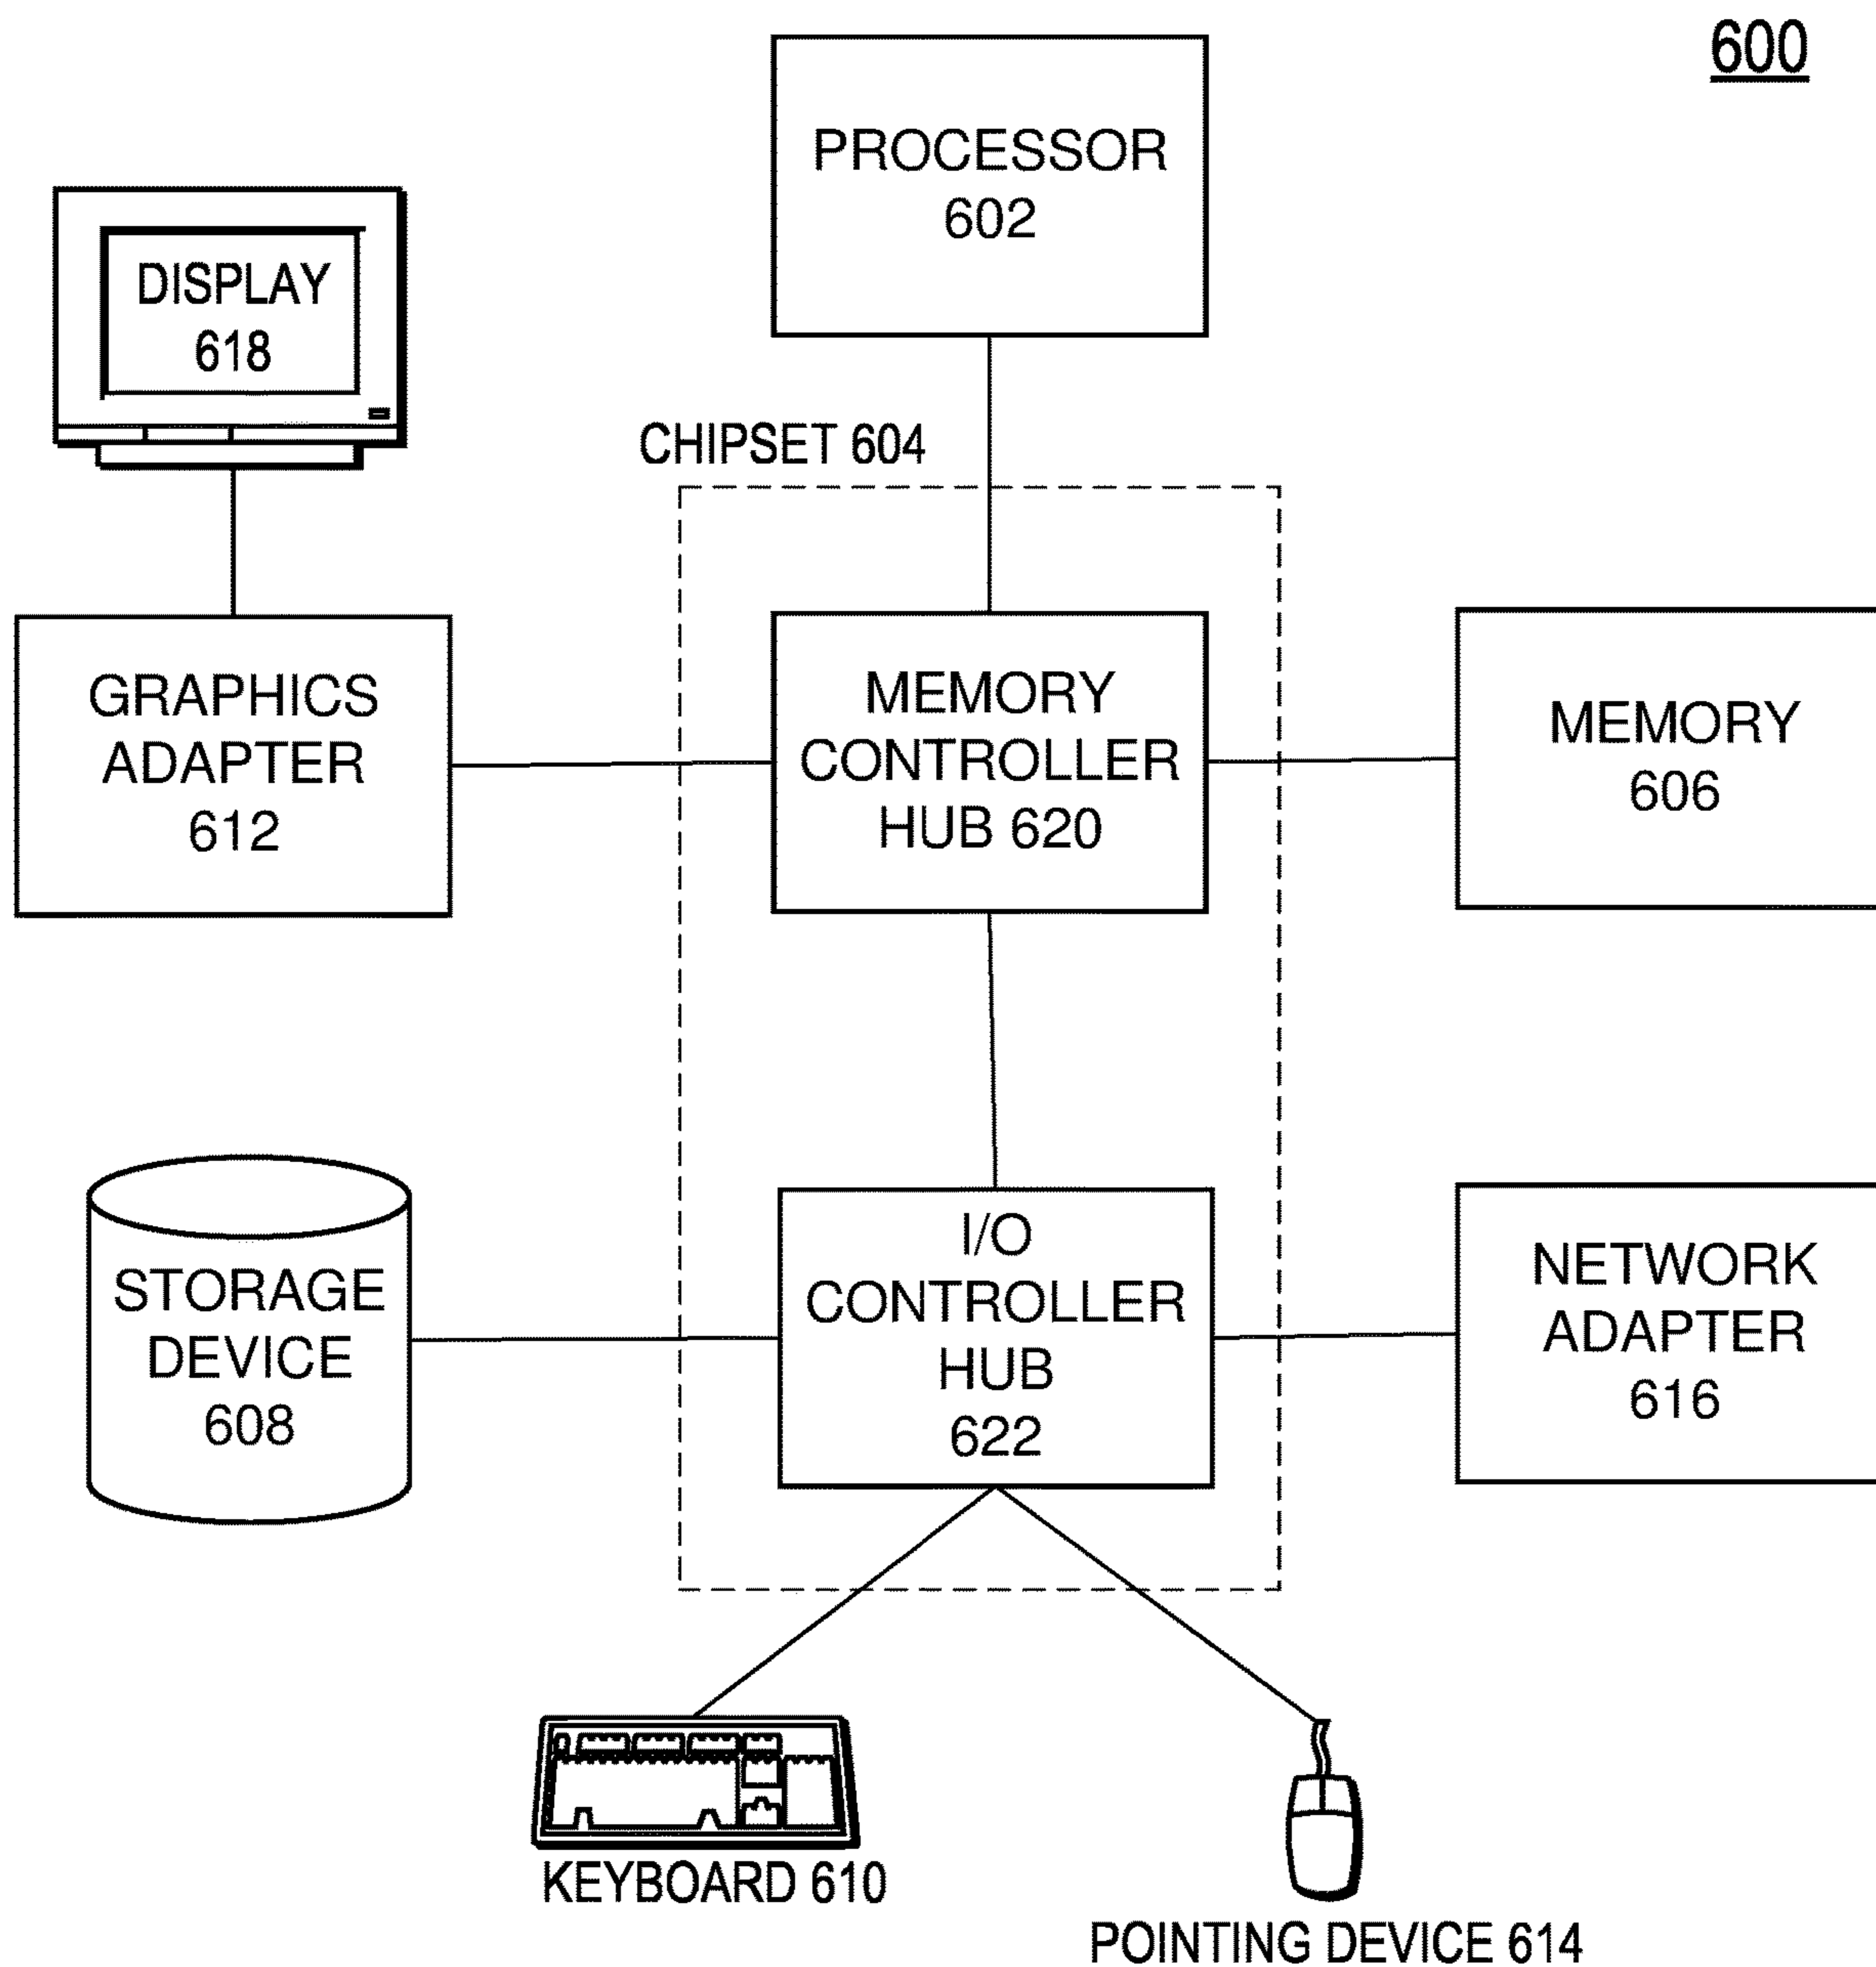 600
PROCESSOR
602
DISPLAY
618
CHIPSET 604
GRAPHICS
ADAPTER
612
MEMORY
CONTROLLER
HUB 620
MEMORY
606
STORAGE
DEVICE
608
I/O
CONTROLLER
HUB
622
NETWORK
ADAPTER
616
KEYBOARD 610
POINTING DEVICE 614